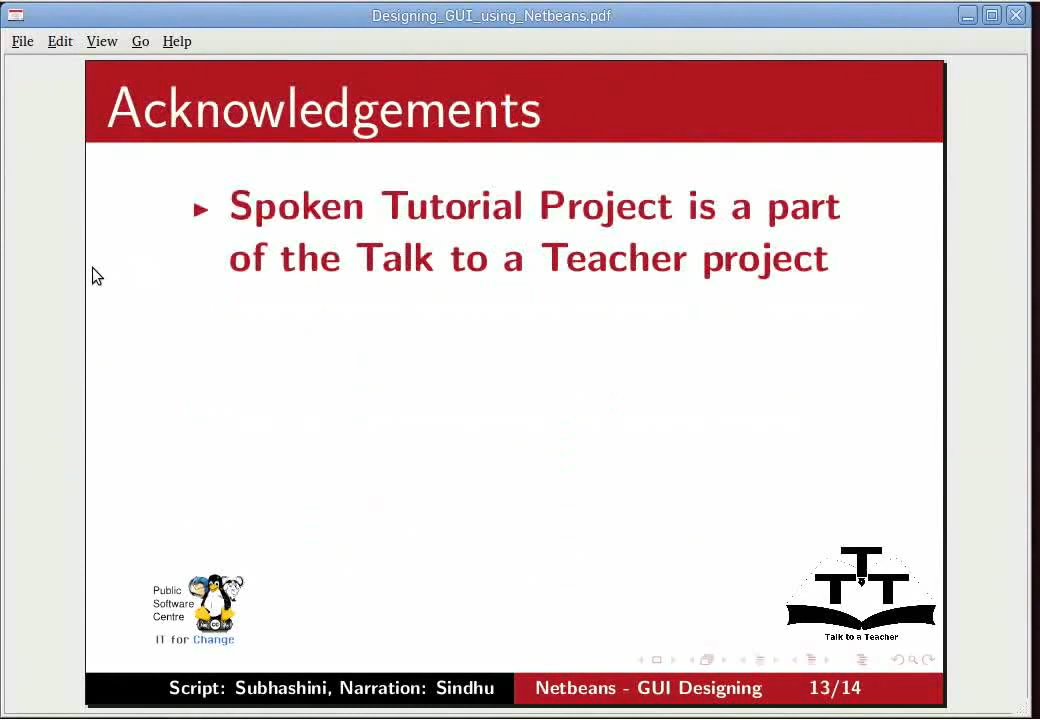 Designing_GUI_using_Netbeans.pdf
File Edit View Go Help
Acknowledgements
Spoken Tutorial Project is a part
of the Talk to a Teacher project
Public
Software
Centre
IT for Change
T T T
Talk to a Teacher
Script: Subhashini, Narration: Sindhu Netbeans - GUI Designing 13/14